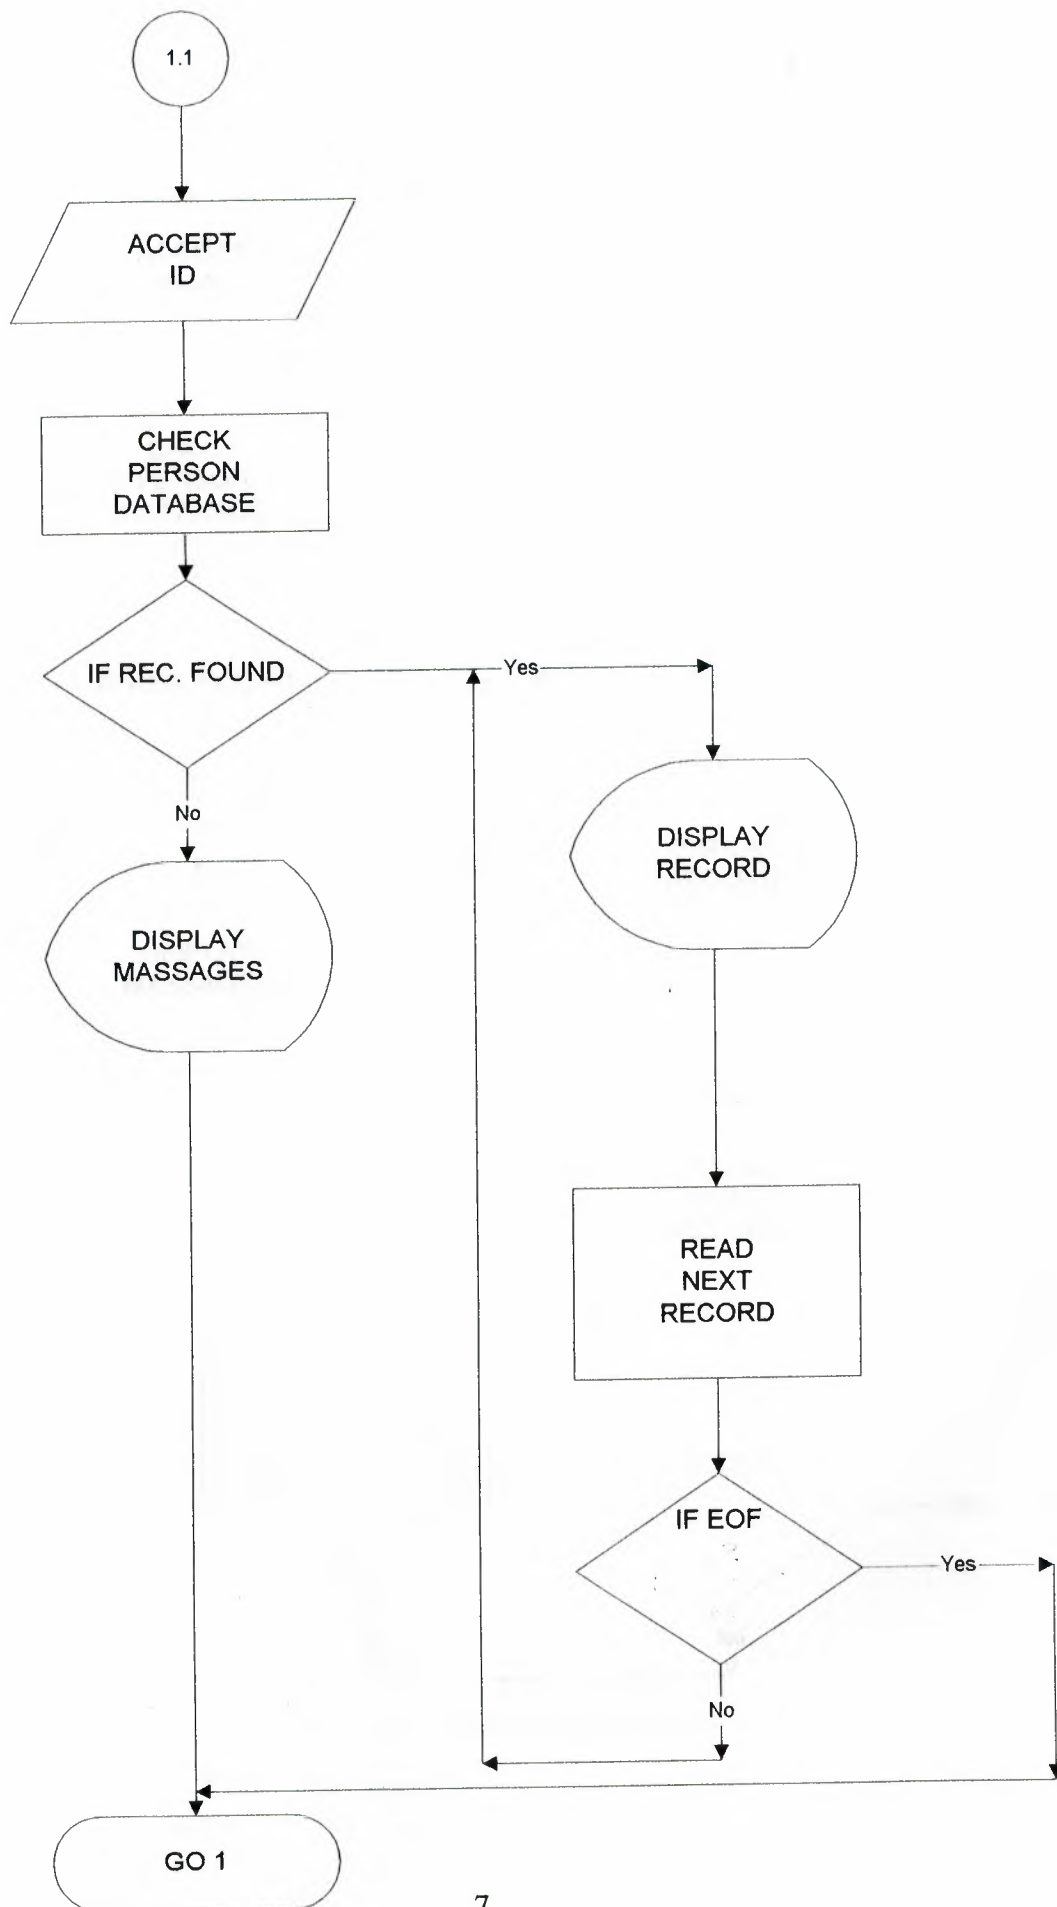 1.1
ACCEPT
ID
CHECK
PERSON
DATABASE
IF REC. FOUND
Yes
No
DISPLAY
RECORD
DISPLAY
MASSAGES
READ
NEXT
RECORD
IF EOF
Yes
No
GO 1
7